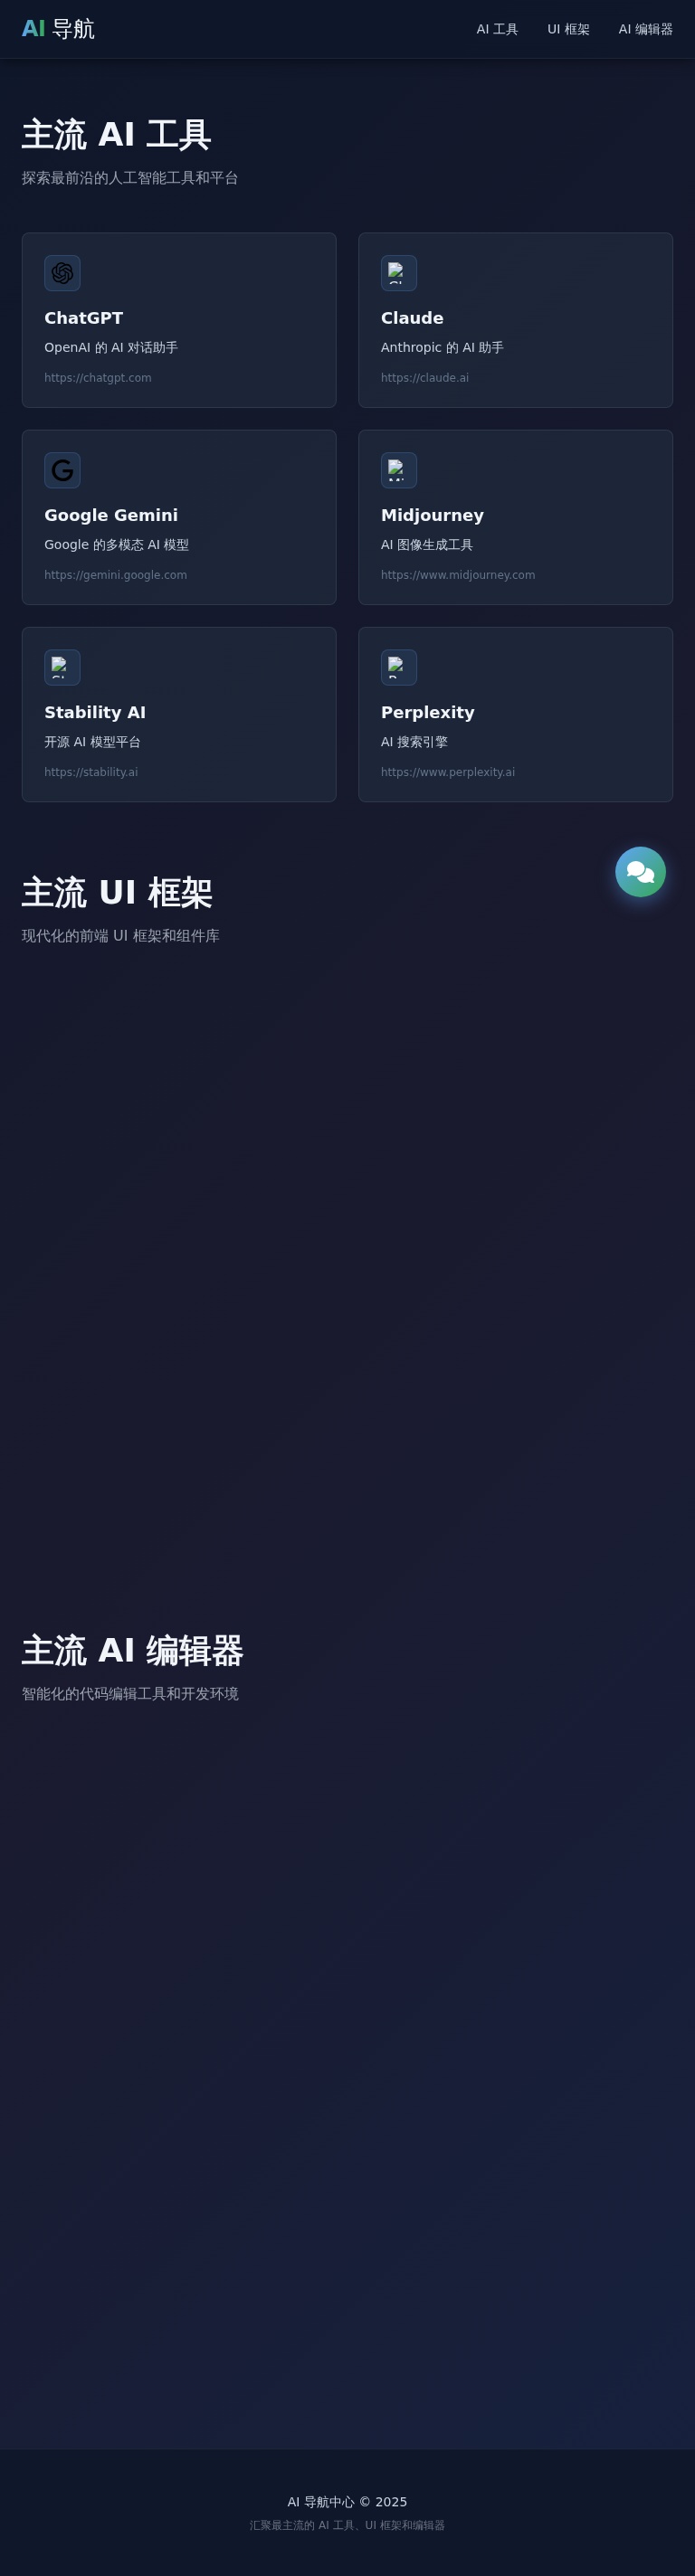 AI 导航
AI 工具
UI 框架
AI 编辑器
主流 AI 工具
探索最前沿的人工智能工具和平台
ChatGPT
OpenAI 的 AI 对话助手
https://chatgpt.com
Claude
Anthropic 的 AI 助手
https://claude.ai
Google Gemini
Google 的多模态 AI 模型
https://gemini.google.com
Midjourney
AI 图像生成工具
https://www.midjourney.com
Stability AI
开源 AI 模型平台
https://stability.ai
Perplexity
AI 搜索引擎
https://www.perplexity.ai
主流 UI 框架
现代化的前端 UI 框架和组件库
主流 AI 编辑器
智能化的代码编辑工具和开发环境
AI 导航中心 © 2025
汇聚最主流的 AI 工具、UI 框架和编辑器